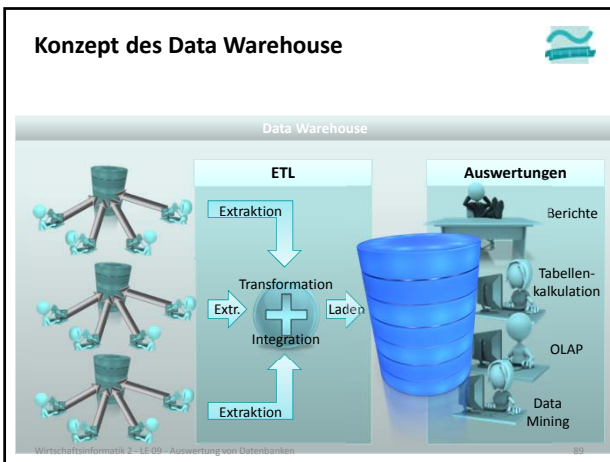 Konzept des Data Warehouse
Data Warehouse
ETL
Auswertungen
Extraktion
Berichte
Transformation
Tabellen-
kalkulation
Extr.
Laden
Integration
OLAP
Extraktion
Data
Mining
Wirtschaftsinformatik 2 - LE 09 - Auswertung von Datenbanken
89